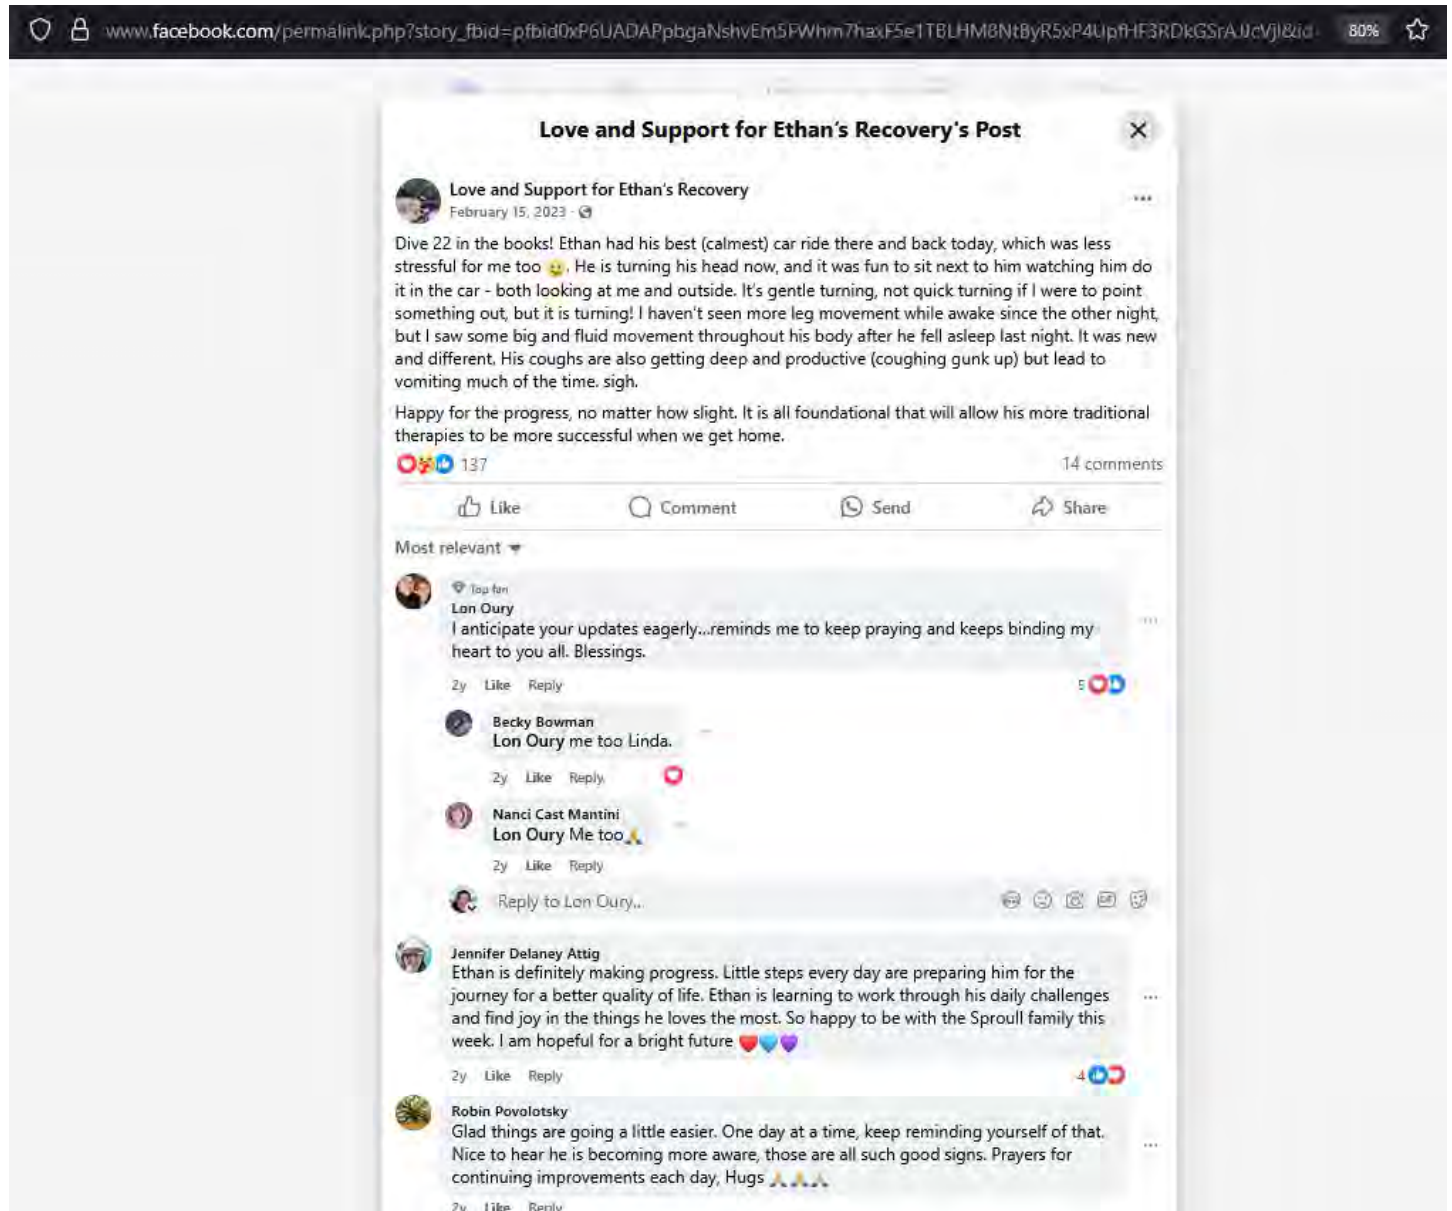 www.facebook.com/permalink.php?story_fbid=
80%
Love and Support for Ethan's Recovery's Post
Love and Support for Ethan's Recovery
February 15, 2023 ·
Dive 22 in the books! Ethan had his best (calmest) car ride there and back today, which was less
stressful for me too 🙂. He is turning his head now, and it was fun to sit next to him watching him do
it in the car - both looking at me and outside. It's gentle turning, not quick turning if I were to point
something out, but it is turning! I haven't seen more leg movement while awake since the other night,
but I saw some big and fluid movement throughout his body after he fell asleep last night. It was new
and different. His coughs are also getting deep and productive (coughing gunk up) but lead to
vomiting much of the time. sigh.
Happy for the progress, no matter how slight. It is all foundational that will allow his more traditional
therapies to be more successful when we get home.
137 14 comments
Like Comment Send Share
Most relevant
Top fan
Lon Oury
I anticipate your updates eagerly...reminds me to keep praying and keeps binding my
heart to you all. Blessings.
2y Like Reply 5
Becky Bowman
Lon Oury me too Linda.
2y Like Reply
Nanci Cast Mantini
Lon Oury Me too🙏
2y Like Reply
Reply to Lon Oury...
Jennifer Delaney Attig
Ethan is definitely making progress. Little steps every day are preparing him for the
journey for a better quality of life. Ethan is learning to work through his daily challenges
and find joy in the things he loves the most. So happy to be with the Sproull family this
week. I am hopeful for a bright future ❤️💙💜
2y Like Reply 4
Robin Povolotsky
Glad things are going a little easier. One day at a time, keep reminding yourself of that.
Nice to hear he is becoming more aware, those are all such good signs. Prayers for
continuing improvements each day, Hugs 🙏🙏🙏
2y Like Reply